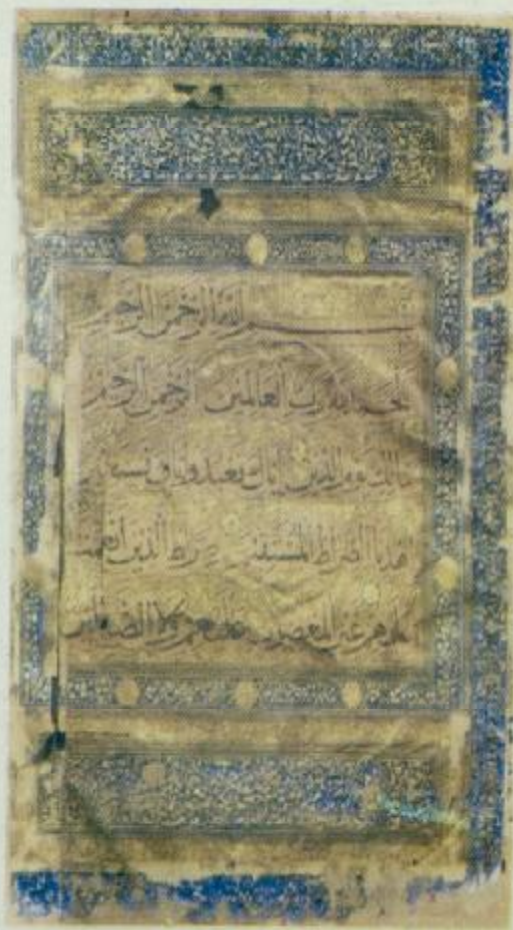 بسم الله الرحمن الرحيم
الحمد لله رب العالمين الرحمن الرحيم
مالك يوم الدين اياك نعبد واياك نستعين
اهدنا الصراط المستقيم صراط الذين انعمت
عليهم غير المغضوب عليهم ولا الضالين